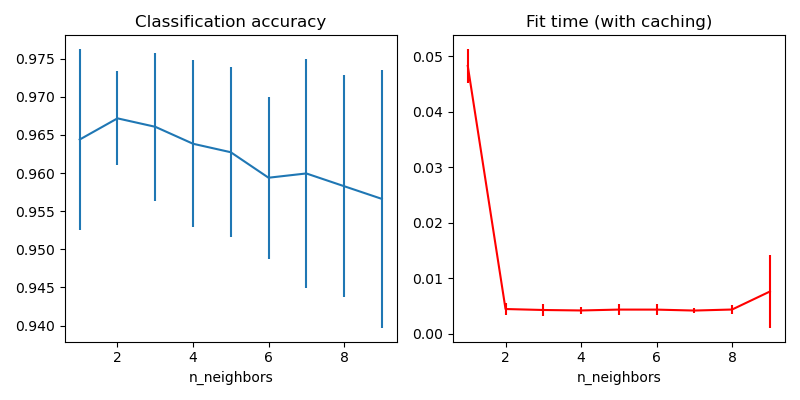 Classification accuracy
0.975
0.970
0.965
0.960
0.955
0.950
0.945
0.940
2 4 6 8
n_neighbors
Fit time (with caching)
0.05
0.04
0.03
0.02
0.01
0.00
2 4 6 8
n_neighbors